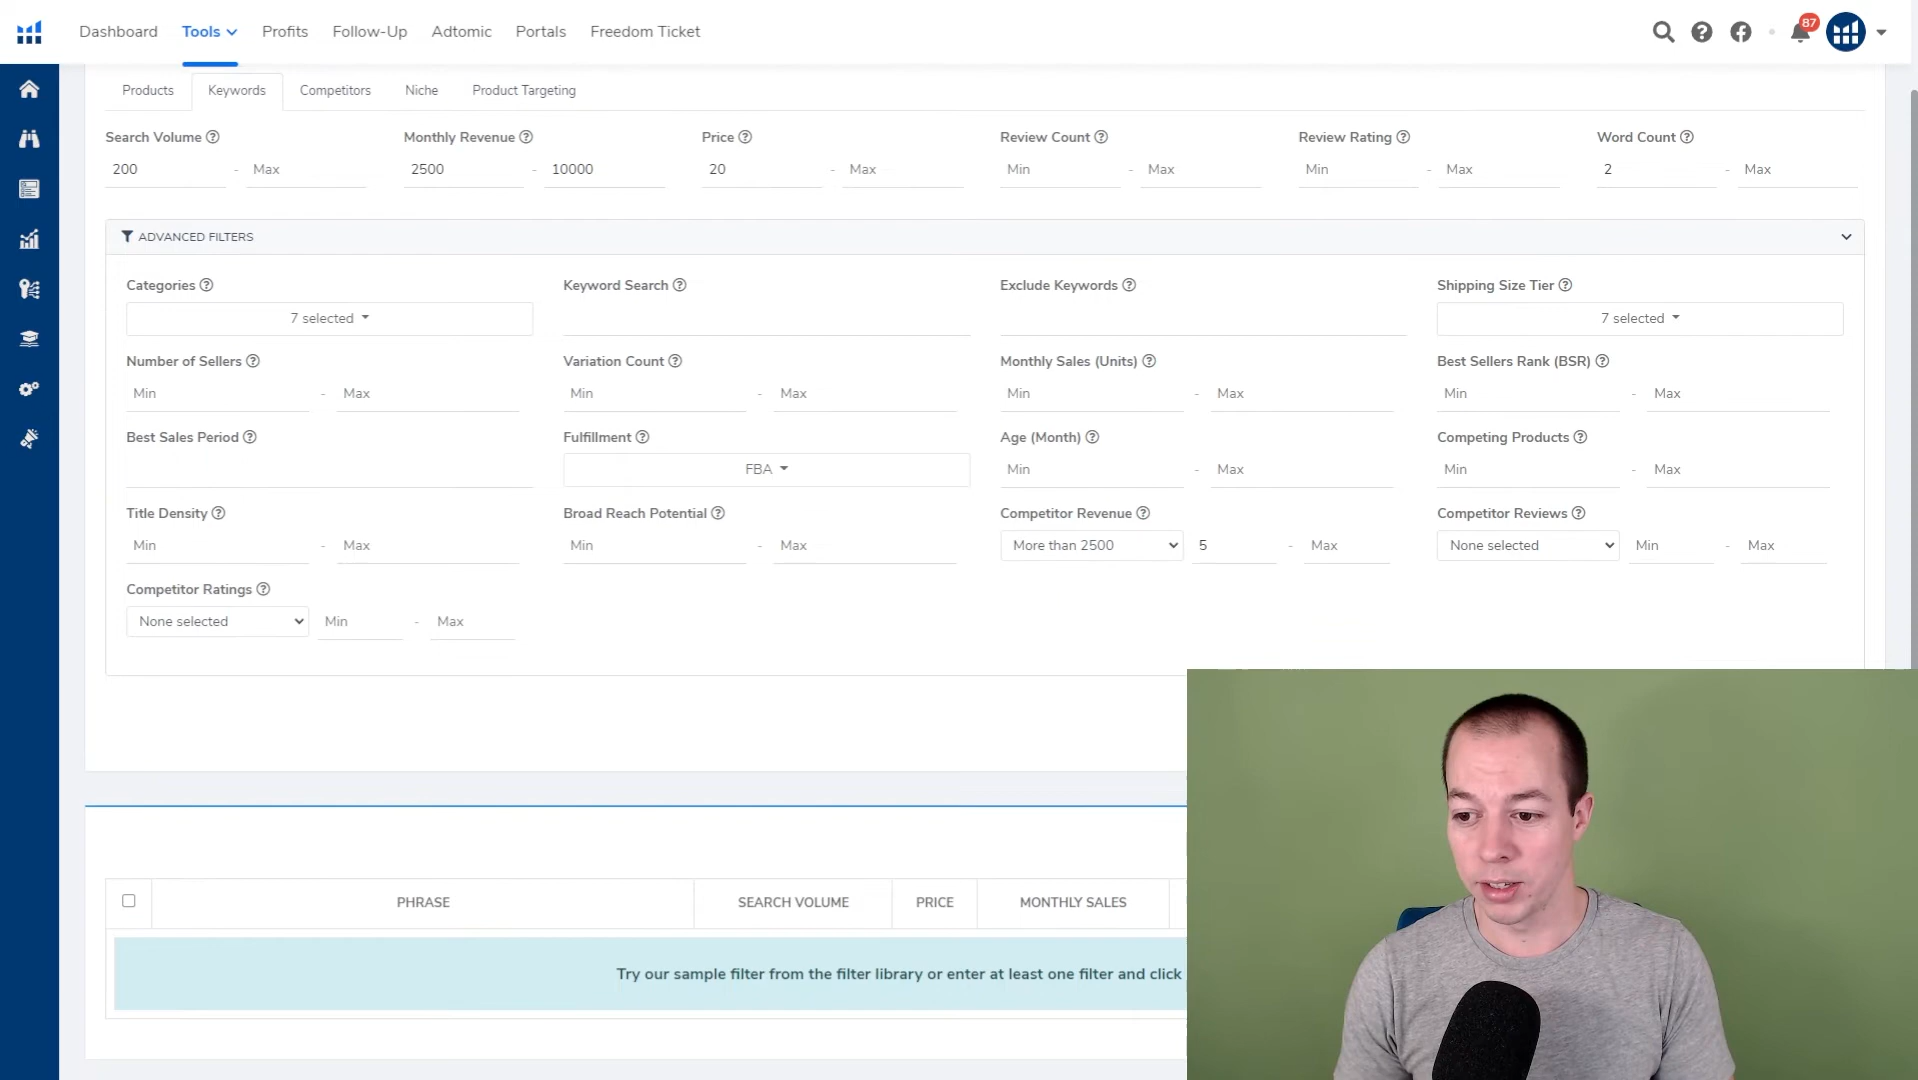 Dashboard Tools Profits Follow-Up Adtomic Portals Freedom Ticket 87
Products Keywords Competitors Niche Product Targeting
Search Volume Monthly Revenue Price Review Count Review Rating Word Count
200 - Max 2500 - 10000 20 - Max Min - Max Min - Max 2 - Max
ADVANCED FILTERS
Categories Keyword Search Exclude Keywords Shipping Size Tier
7 selected 7 selected
Number of Sellers Variation Count Monthly Sales (Units) Best Sellers Rank (BSR)
Min - Max Min - Max Min - Max Min - Max
Best Sales Period Fulfillment Age (Month) Competing Products
FBA Min - Max Min - Max
Title Density Broad Reach Potential Competitor Revenue Competitor Reviews
Min - Max Min - Max More than 2500 5 - Max None selected Min - Max
Competitor Ratings
None selected Min - Max
PHRASE SEARCH VOLUME PRICE MONTHLY SALES
Try our sample filter from the filter library or enter at least one filter and click